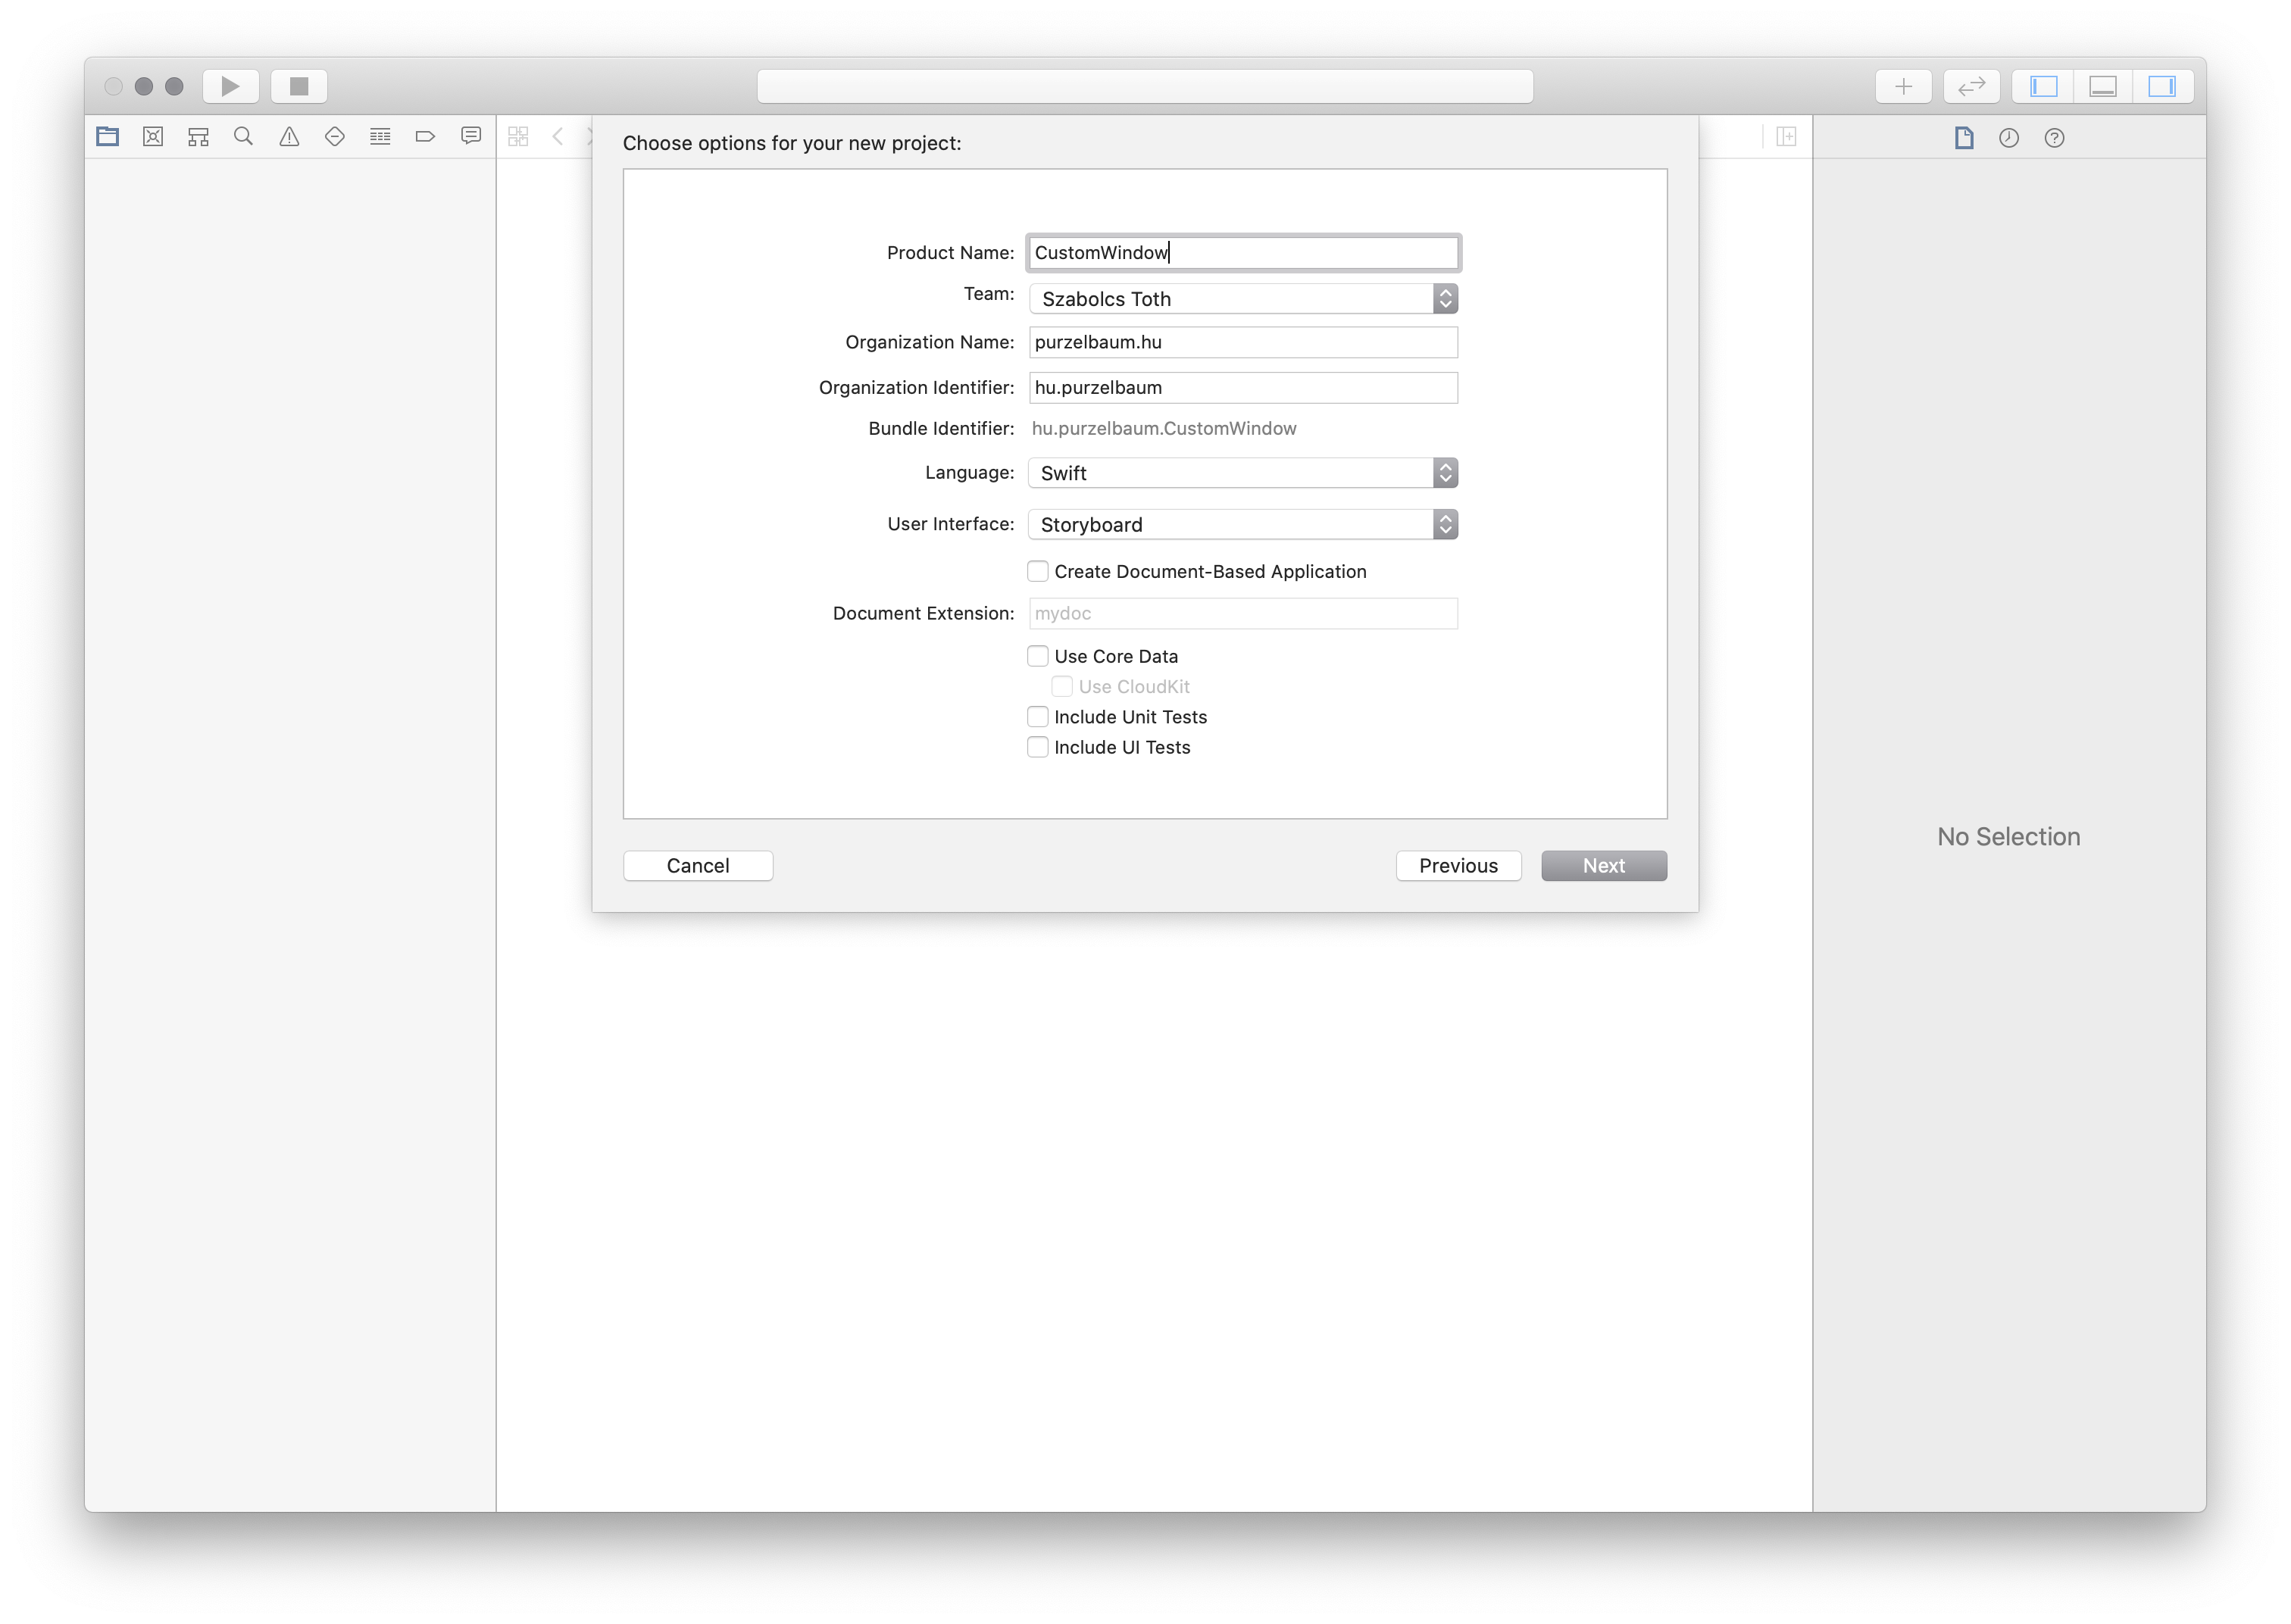 Choose options for your new project:
Product Name: CustomWindow
Team: Szabolcs Toth
Organization Name: purzelbaum.hu
Organization Identifier: hu.purzelbaum
Bundle Identifier: hu.purzelbaum.CustomWindow
Language: Swift
User Interface: Storyboard
Create Document-Based Application
Document Extension: mydoc
Use Core Data
Use CloudKit
Include Unit Tests
Include UI Tests
No Selection
Cancel Previous Next